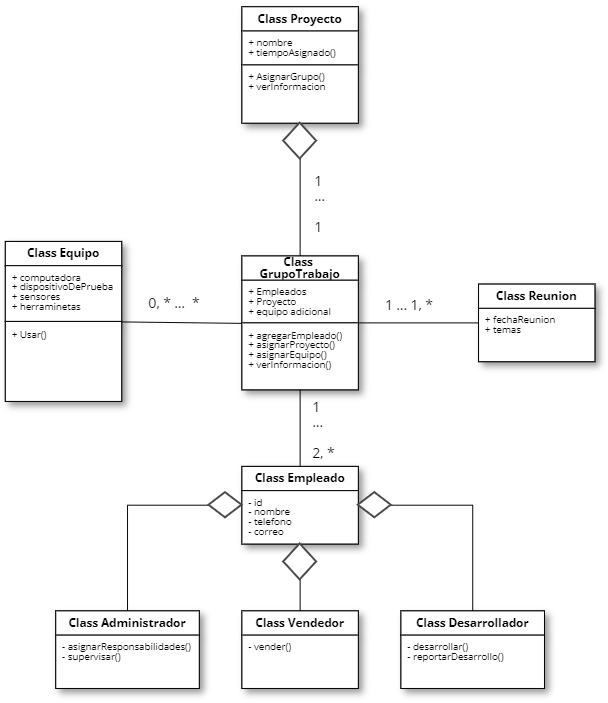 Class Proyecto
+ nombre
+ tiempoAsignado()
+ AsignarGrupo()
+ verInformacion
1
...
1
Class Equipo
+ computadora
+ dispositivoDePrueba
+ sensores
+ herraminetas
+ Usar()
0, * ... *
Class
GrupoTrabajo
+ Empleados
+ Proyecto
+ equipo adicional
+ agregarEmpleado()
+ asignarProyecto()
+ asignarEquipo()
+ verInformacion()
1 ... 1, *
Class Reunion
+ fechaReunion
+ temas
1
...
2, *
Class Empleado
- id
- nombre
- telefono
- correo
Class Administrador
- asignarResponsabilidades()
- supervisar()
Class Vendedor
- vender()
Class Desarrollador
- desarrollar()
- reportarDesarrollo()